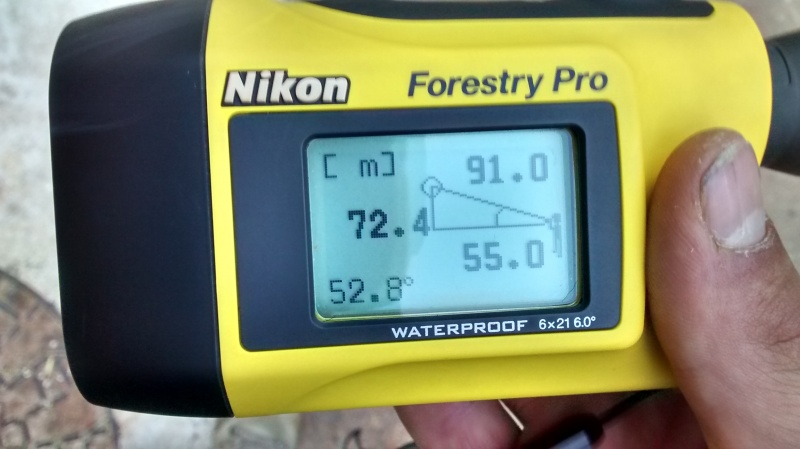 Nikon
Forestry Pro
[ m]
91.0
72.4
55.0
52.8°
WATERPROOF 6×21 6.0°